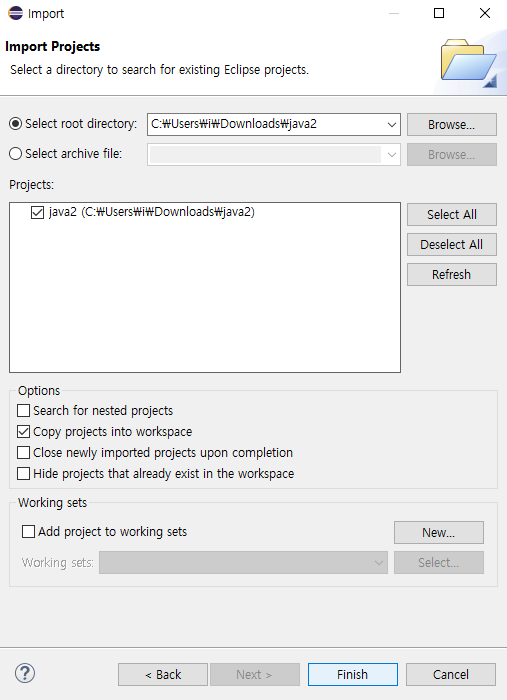 Import
Import Projects
Select a directory to search for existing Eclipse projects.
Select root directory: C:₩Users₩i₩Downloads₩java2 Browse...
Select archive file: Browse...
Projects:
java2 (C:₩Users₩i₩Downloads₩java2)
Select All
Deselect All
Refresh
Options
Search for nested projects
Copy projects into workspace
Close newly imported projects upon completion
Hide projects that already exist in the workspace
Working sets
Add project to working sets New...
Working sets: Select...
? < Back Next > Finish Cancel